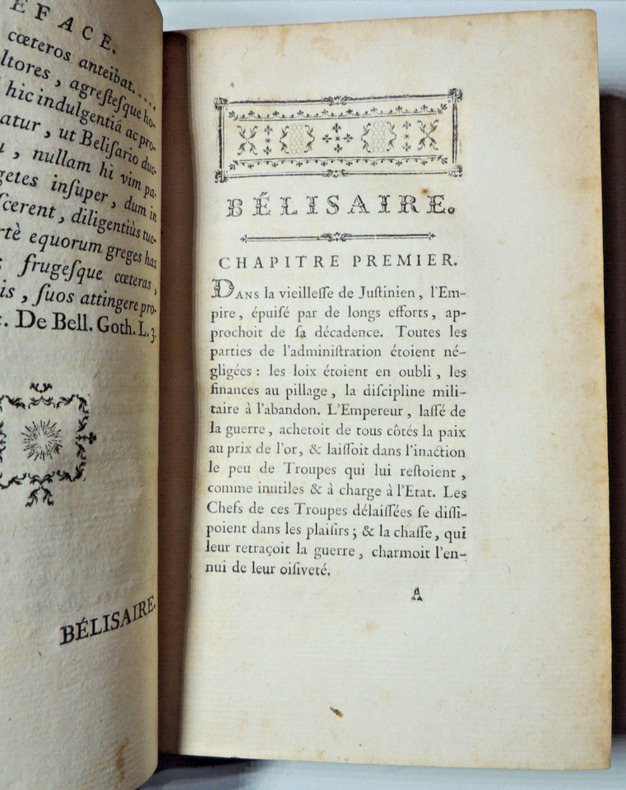 EFACE.
cœteros anteibat....
ltores, agreſteſque ho-
hic indulgentiâ ac pro-
atur, ut Beliſario duc-
, nullam hi vim pa-
getes inſuper, dum in
ſcerent, diligentiùs tue-
rtè equorum greges hac
; frugeſque cœteras,
is, ſuos attingere pro-
. De Bell. Goth. L. 3.
BÉLISAIRE.
BÉLISAIRE.
CHAPITRE PREMIER.
DANS la vieilleſſe de Juſtinien, l'Em-
pire, épuiſé par de longs efforts, ap-
prochoit de ſa décadence. Toutes les
parties de l'adminiſtration étoient né-
gligées : les loix étoient en oubli, les
finances au pillage, la diſcipline mili-
taire à l'abandon. L'Empereur, laſſé de
la guerre, achetoit de tous côtés la paix
au prix de l'or, & laiſſoit dans l'inaction
le peu de Troupes qui lui reſtoient,
comme inutiles & à charge à l'Etat. Les
Chefs de ces Troupes délaiſſées ſe diſſi-
poient dans les plaiſirs ; & la chaſſe, qui
leur retraçoit la guerre, charmoit l'en-
nui de leur oiſiveté.
A